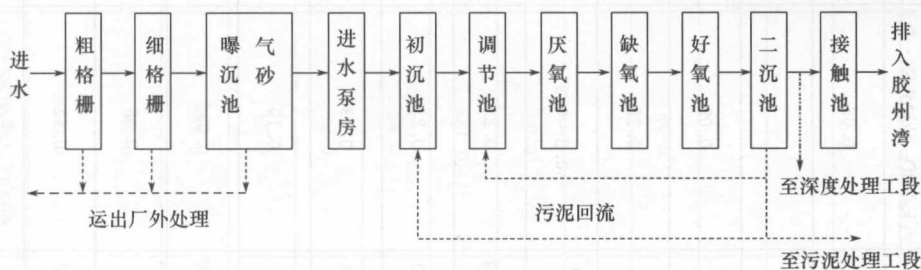 进水
粗格栅
细格栅
曝气沉砂池
进水泵房
初沉池
调节池
厌氧池
缺氧池
好氧池
二沉池
接触池
排入胶州湾
至深度处理工段
运出厂外处理
污泥回流
至污泥处理工段